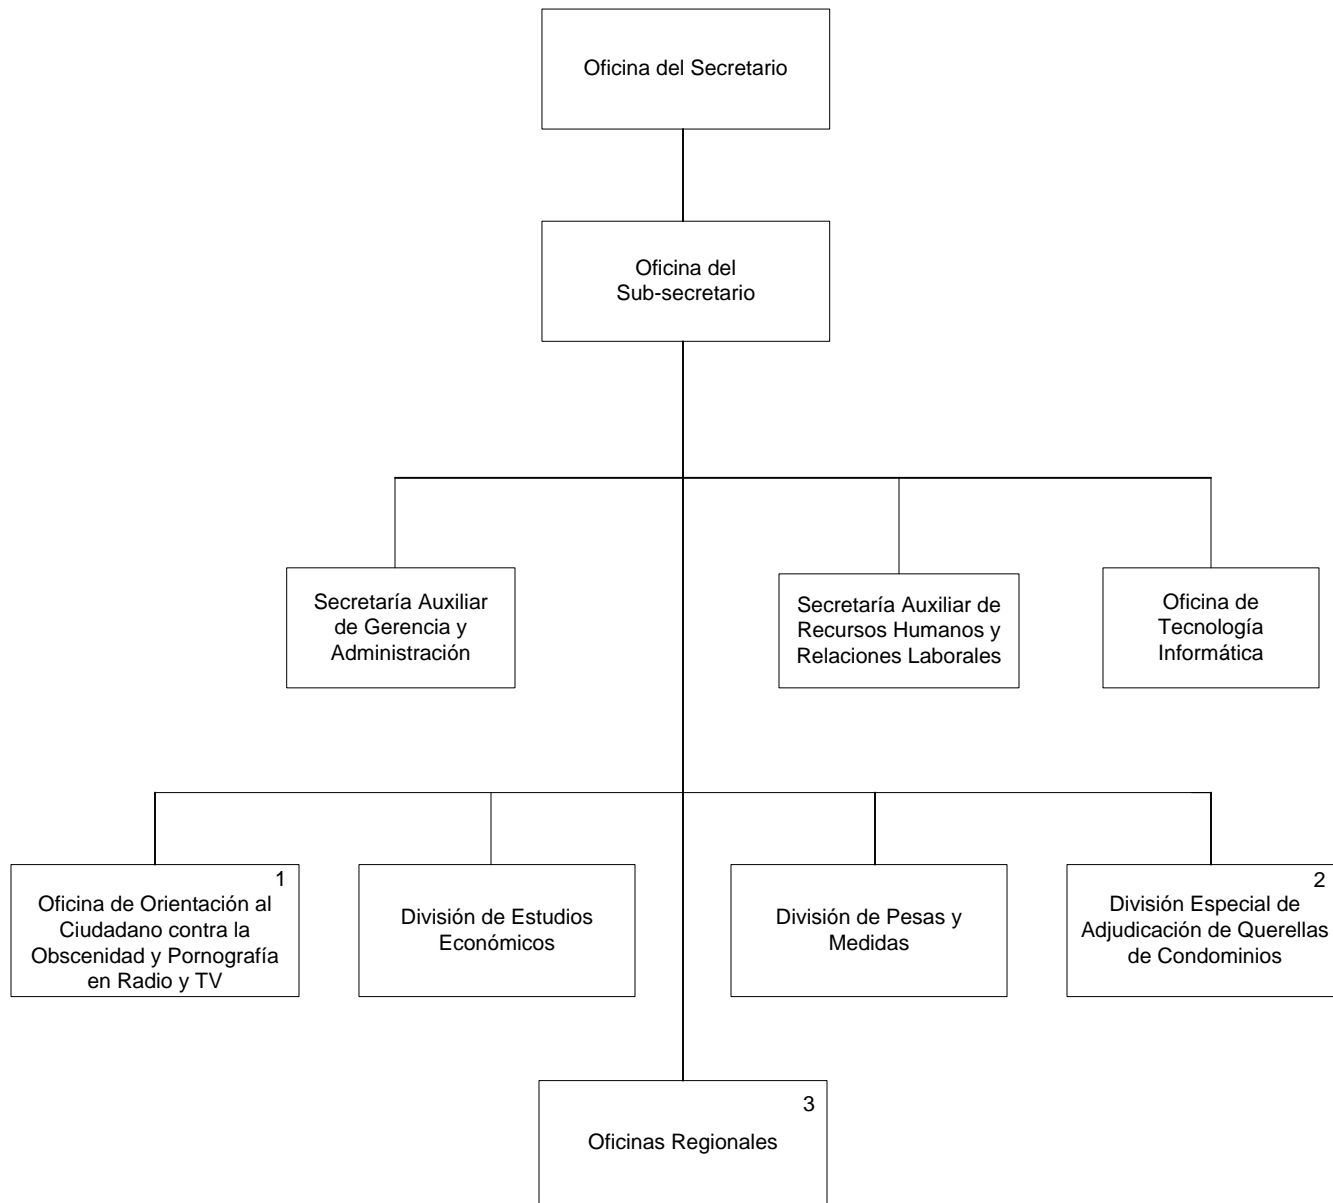 Oficina del Secretario
Oficina del
Sub-secretario
Secretaría Auxiliar
de Gerencia y
Administración
Secretaría Auxiliar de
Recursos Humanos y
Relaciones Laborales
Oficina de
Tecnología
Informática
1
Oficina de Orientación al
Ciudadano contra la
Obscenidad y Pornografía
en Radio y TV
División de Estudios
Económicos
División de Pesas y
Medidas
2
División Especial de
Adjudicación de Querellas
de Condominios
3
Oficinas Regionales